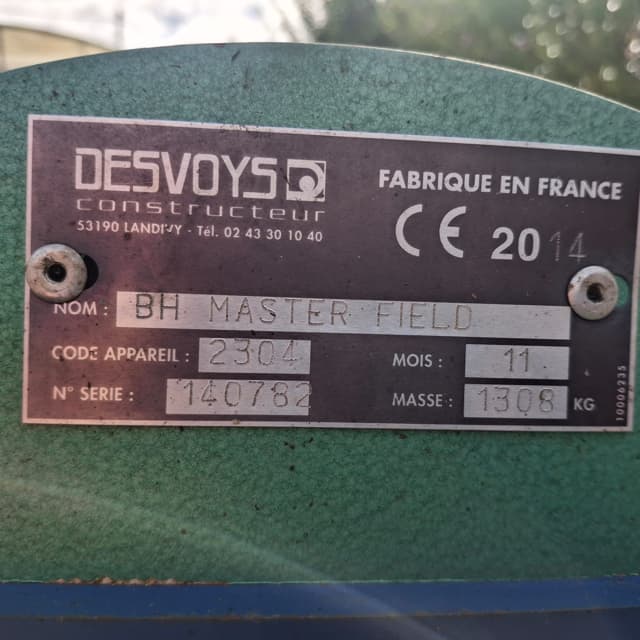 DESVOYS
constructeur
53190 LANDIVY - Tél. 02 43 30 10 40
FABRIQUE EN FRANCE
CE 2014
NOM : BH MASTER FIELD
CODE APPAREIL : 2304
MOIS : 11
N° SERIE : 140782
MASSE : 1308 KG
10006235